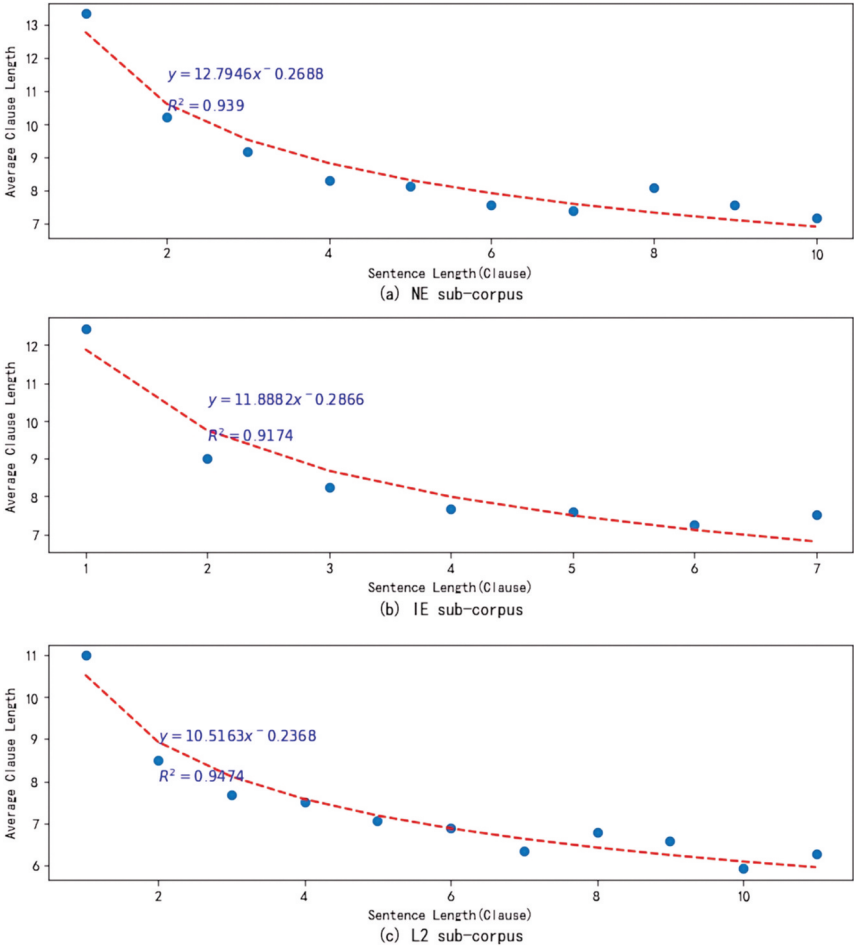 13
12
11
10
9
8
7
Average Clause Length
y = 12.7946x⁻0.2688
R² = 0.939
2
4
6
8
10
Sentence Length(Clause)
(a) NE sub-corpus
12
11
10
9
8
7
Average Clause Length
y = 11.8882x⁻0.2866
R² = 0.9174
1
2
3
4
5
6
7
Sentence Length(Clause)
(b) IE sub-corpus
11
10
9
8
7
6
Average Clause Length
y = 10.5163x⁻0.2368
R² = 0.9474
2
4
6
8
10
Sentence Length(Clause)
(c) L2 sub-corpus